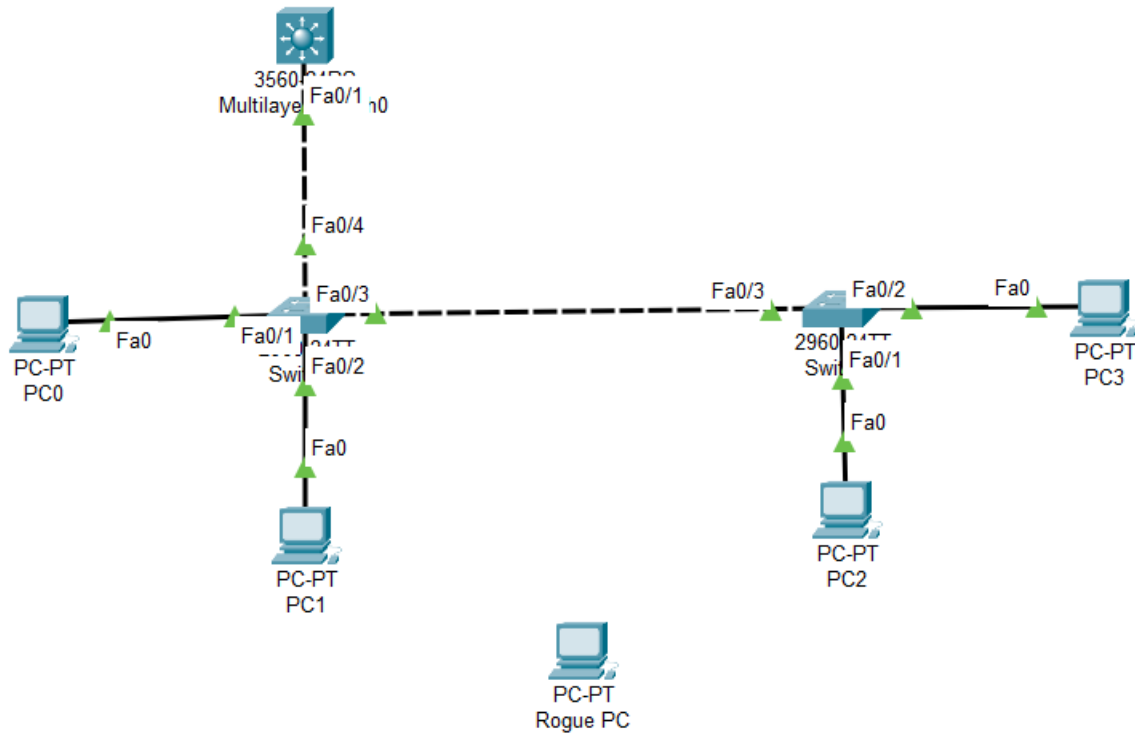 Fa0/1
Fa0/4
Fa0/3
Fa0/3
Fa0/2
Fa0
Fa0
Fa0/1
PC-PT
PC0
Fa0/2
Fa0/1
PC-PT
PC3
Fa0
Fa0
PC-PT
PC1
PC-PT
PC2
PC-PT
Rogue PC